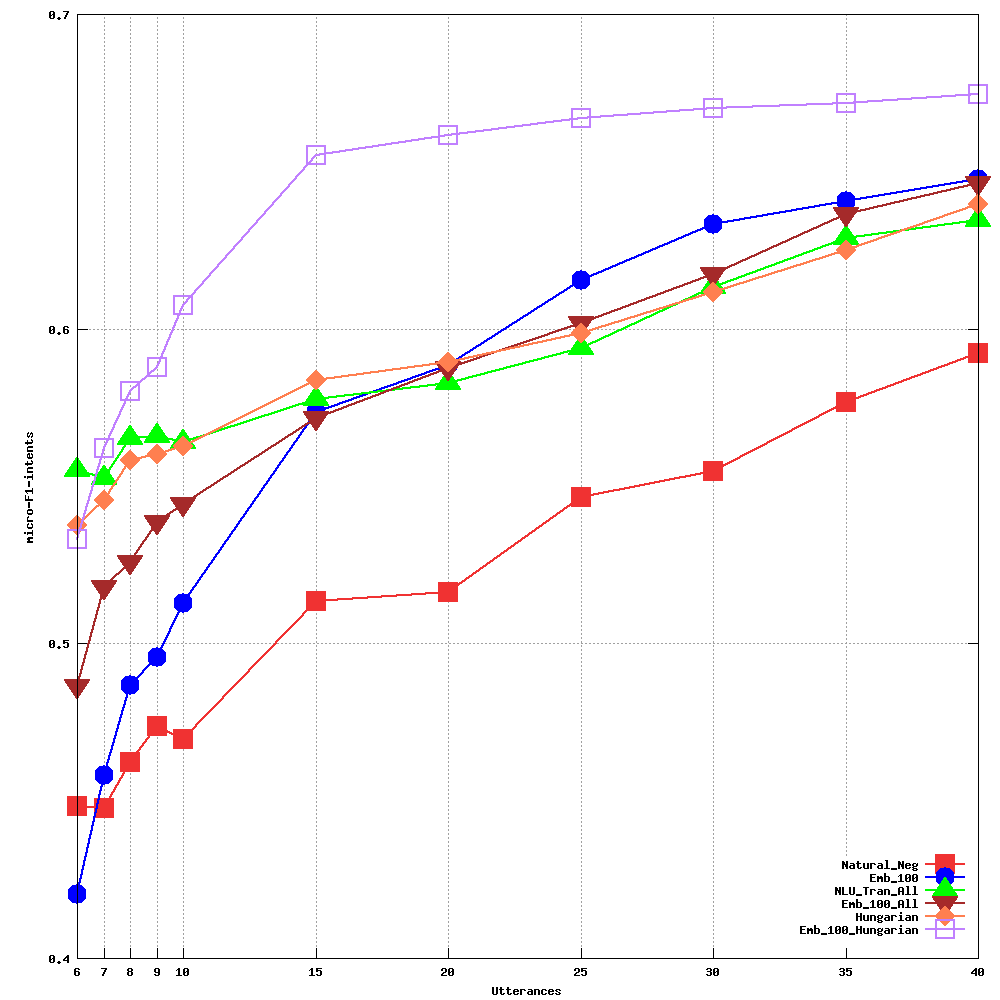 0.7
0.6
micro-F1-intents
0.5
Natural_Neg
Emb_100
NLU_Tran_All
Emb_100_All
Hungarian
Emb_100_Hungarian
0.4
6 7 8 9 10 15 20 25 30 35 40
Utterances